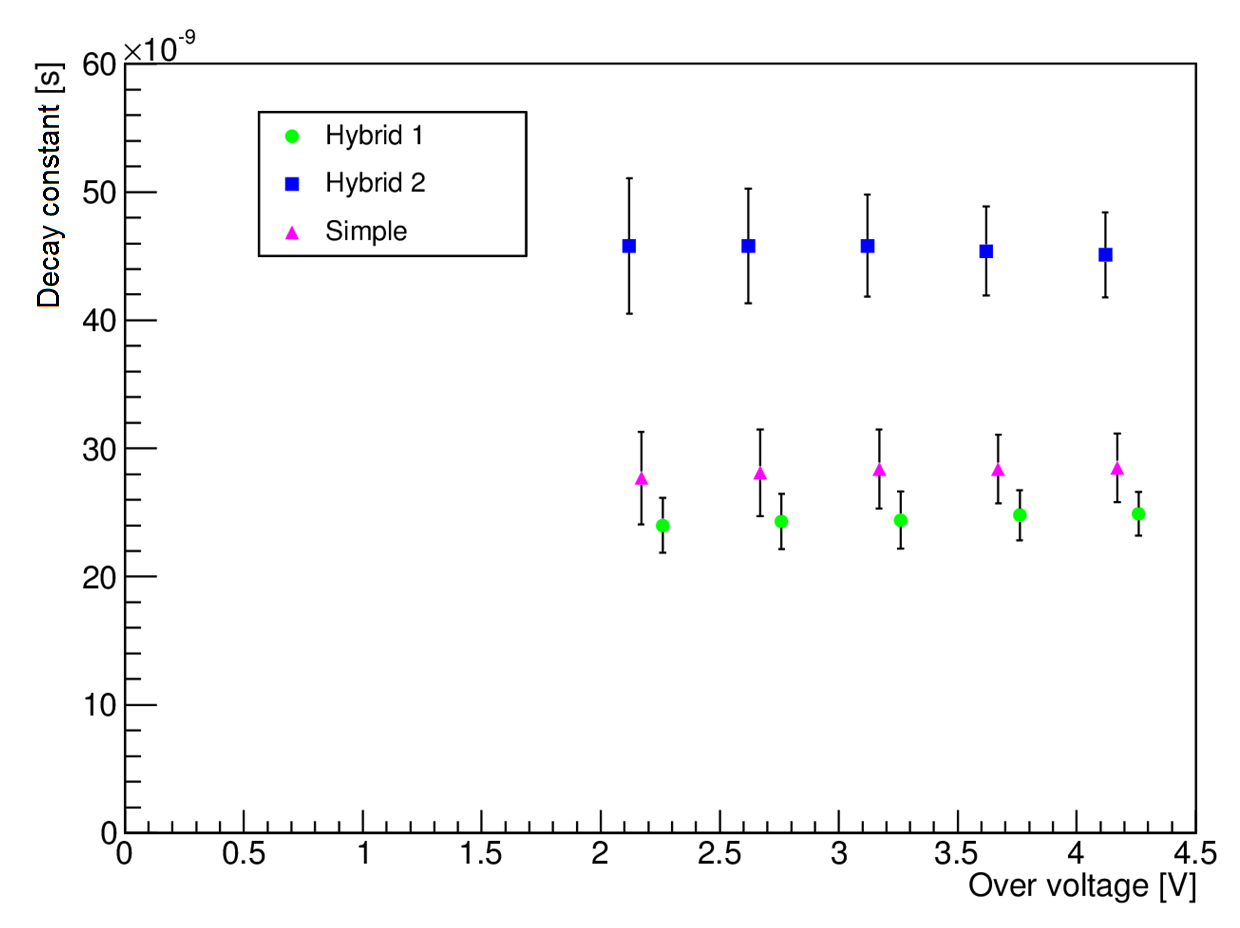 ×10-9
Decay constant [s]
60
50
40
30
20
10
0
Hybrid 1
Hybrid 2
Simple
0 0.5 1 1.5 2 2.5 3 3.5 4 4.5
Over voltage [V]